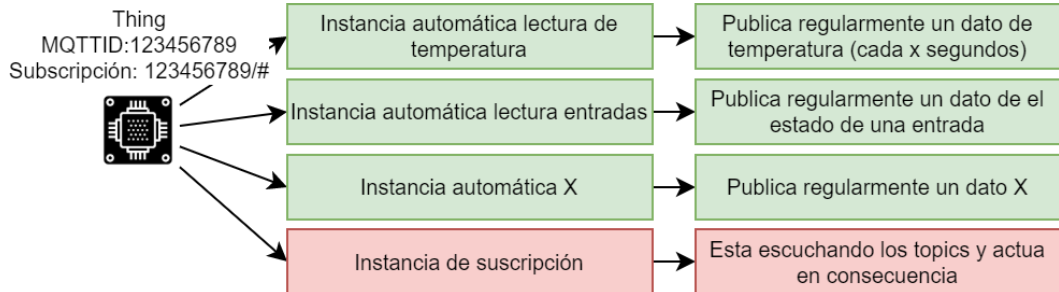 Thing
MQTTID:123456789
Subscripción: 123456789/#
Instancia automática lectura de
temperatura
Publica regularmente un dato de
temperatura (cada x segundos)
Instancia automática lectura entradas
Publica regularmente un dato de el
estado de una entrada
Instancia automática X
Publica regularmente un dato X
Instancia de suscripción
Esta escuchando los topics y actua
en consecuencia